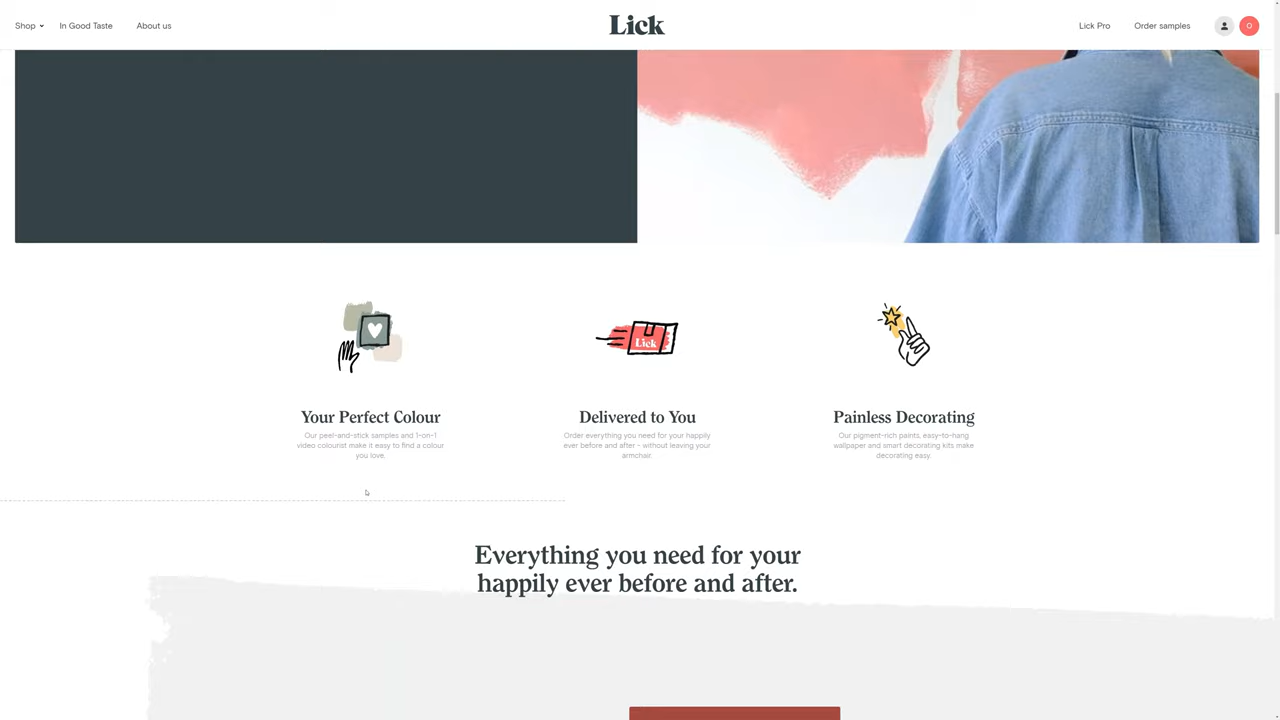 Shop
In Good Taste
About us
Lick
Lick Pro
Order samples
0
Lick
Your Perfect Colour
Our peel-and-stick samples and 1-on-1
video colourist make it easy to find a colour
you love.
Delivered to You
Order everything you need for your happily
ever before and after - without leaving your
armchair.
Painless Decorating
Our pigment-rich paints, easy-to-hang
wallpaper and smart decorating kits make
decorating easy.
Everything you need for your
happily ever before and after.